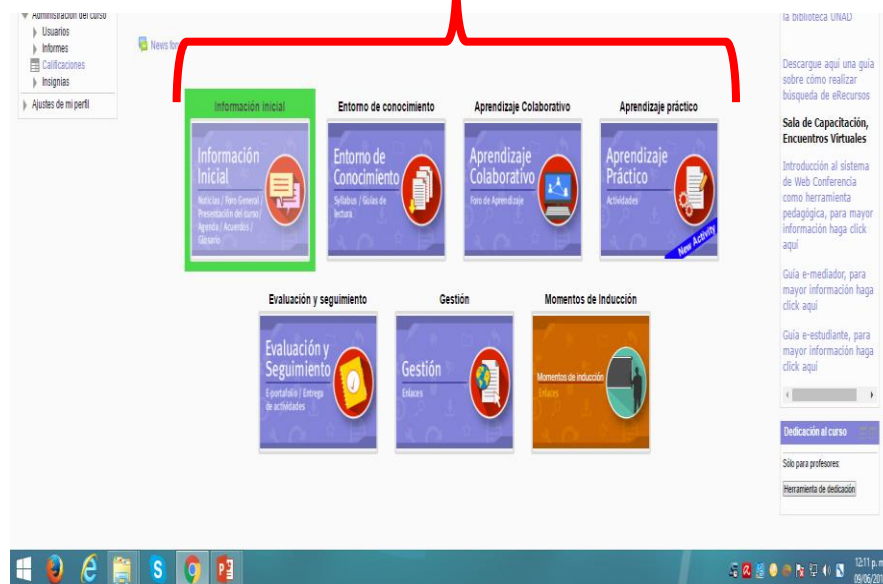 Administración del curso
Usuarios
Informes
Calificaciones
Insignias
Ajustes de mi perfil
News
Información inicial
Entorno de conocimiento
Aprendizaje Colaborativo
Aprendizaje práctico
Información
Inicial
Noticias / Foro General /
Presentación del curso /
Agenda / Acuerdos /
Glosario
Entorno de
Conocimiento
Syllabus / Guías de
lectura
Aprendizaje
Colaborativo
Foro de Aprendizaje
Aprendizaje
Práctico
Actividades
New Activity
Evaluación y seguimiento
Gestión
Momentos de Inducción
Evaluación y
Seguimiento
E-portafolio / Entrega
de actividades
Gestión
Enlaces
Momentos de inducción
Enlaces
la biblioteca UNAD
Descargue aquí una guía
sobre cómo realizar
búsqueda de eRecursos
Sala de Capacitación,
Encuentros Virtuales
Introducción al sistema
de Web Conferencia
como herramienta
pedagógica, para mayor
información haga click
aquí
Guía e-mediador, para
mayor información haga
click aquí
Guía e-estudiante, para
mayor información haga
click aquí
Dedicación al curso
Sólo para profesores:
Herramienta de dedicación
12:11 p.m
09/06/201